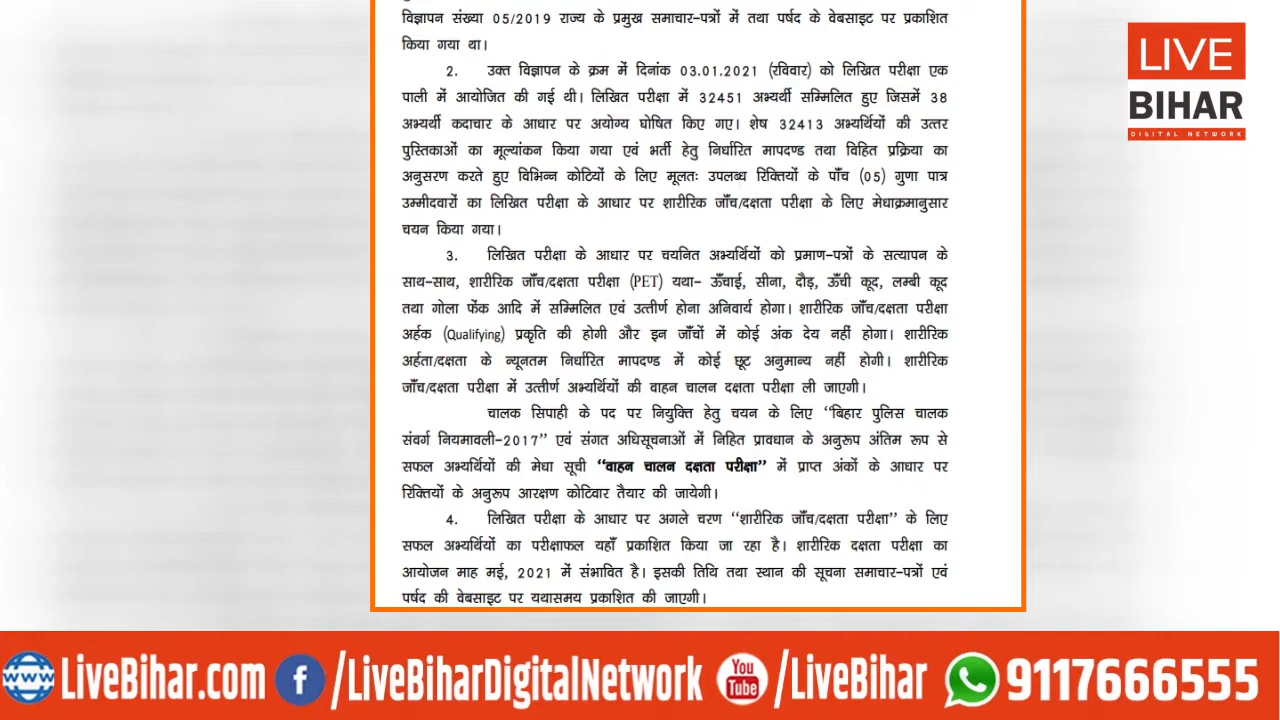 विज्ञापन संख्या 05/2019 राज्य के प्रमुख समाचार-पत्रों में तथा पर्षद के वेबसाइट पर प्रकाशित
किया गया था।
2. उक्त विज्ञापन के क्रम में दिनांक 03.01.2021 (रविवार) को लिखित परीक्षा एक
पाली में आयोजित की गई थी। लिखित परीक्षा में 32451 अभ्यर्थी सम्मिलित हुए जिसमें 38
अभ्यर्थी कदाचार के आधार पर अयोग्य घोषित किए गए। शेष 32413 अभ्यर्थियों की उत्तर
पुस्तिकाओं का मूल्यांकन किया गया एवं भर्ती हेतु निर्धारित मापदण्ड तथा विहित प्रक्रिया का
अनुसरण करते हुए विभिन्न कोटियों के लिए मूलतः उपलब्ध रिक्तियों के पाँच (05) गुणा पात्र
उम्मीदवारों का लिखित परीक्षा के आधार पर शारीरिक जाँच/दक्षता परीक्षा के लिए मेधाक्रमानुसार
चयन किया गया।
3. लिखित परीक्षा के आधार पर चयनित अभ्यर्थियों को प्रमाण-पत्रों के सत्यापन के
साथ-साथ, शारीरिक जाँच/दक्षता परीक्षा (PET) यथा- ऊँचाई, सीना, दौड़, ऊँची कूद, लम्बी कूद
तथा गोला फेंक आदि में सम्मिलित एवं उत्तीर्ण होना अनिवार्य होगा। शारीरिक जाँच/दक्षता परीक्षा
अर्हक (Qualifying) प्रकृति की होगी और इन जाँचों में कोई अंक देय नहीं होगा। शारीरिक
अर्हता/दक्षता के न्यूनतम निर्धारित मापदण्ड में कोई छूट अनुमान्य नहीं होगी। शारीरिक
जाँच/दक्षता परीक्षा में उत्तीर्ण अभ्यर्थियों की वाहन चालन दक्षता परीक्षा ली जाएगी।
चालक सिपाही के पद पर नियुक्ति हेतु चयन के लिए “बिहार पुलिस चालक
संवर्ग नियमावली-2017” एवं संगत अधिसूचनाओं में निहित प्रावधान के अनुरूप अंतिम रूप से
सफल अभ्यर्थियों की मेधा सूची “वाहन चालन दक्षता परीक्षा” में प्राप्त अंकों के आधार पर
रिक्तियों के अनुरूप आरक्षण कोटिवार तैयार की जायेगी।
4. लिखित परीक्षा के आधार पर अगले चरण “शारीरिक जाँच/दक्षता परीक्षा” के लिए
सफल अभ्यर्थियों का परीक्षाफल यहाँ प्रकाशित किया जा रहा है। शारीरिक दक्षता परीक्षा का
आयोजन माह मई, 2021 में संभावित है। इसकी तिथि तथा स्थान की सूचना समाचार-पत्रों एवं
पर्षद की वेबसाइट पर यथासमय प्रकाशित की जाएगी।
LIVE
BIHAR
DIGITAL NETWORK
www LiveBihar.com f /LiveBiharDigitalNetwork You Tube /LiveBihar 9117666555